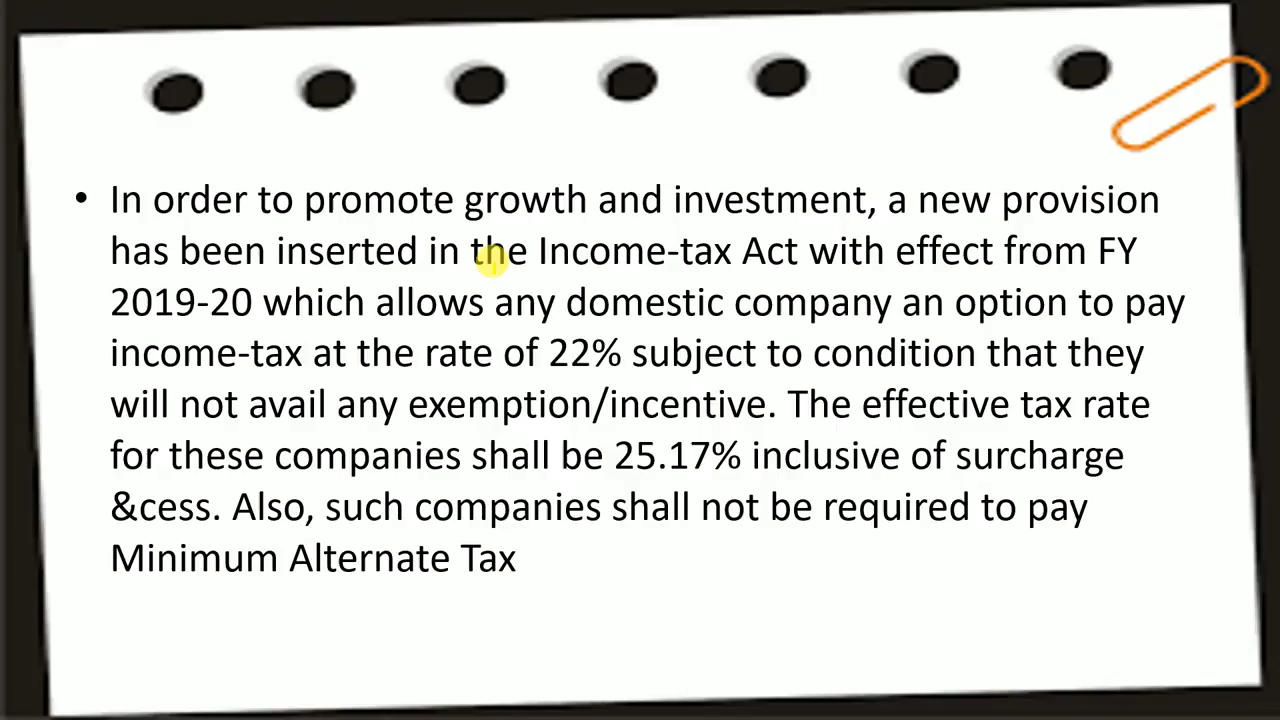 • In order to promote growth and investment, a new provision
has been inserted in the Income-tax Act with effect from FY
2019-20 which allows any domestic company an option to pay
income-tax at the rate of 22% subject to condition that they
will not avail any exemption/incentive. The effective tax rate
for these companies shall be 25.17% inclusive of surcharge
&cess. Also, such companies shall not be required to pay
Minimum Alternate Tax